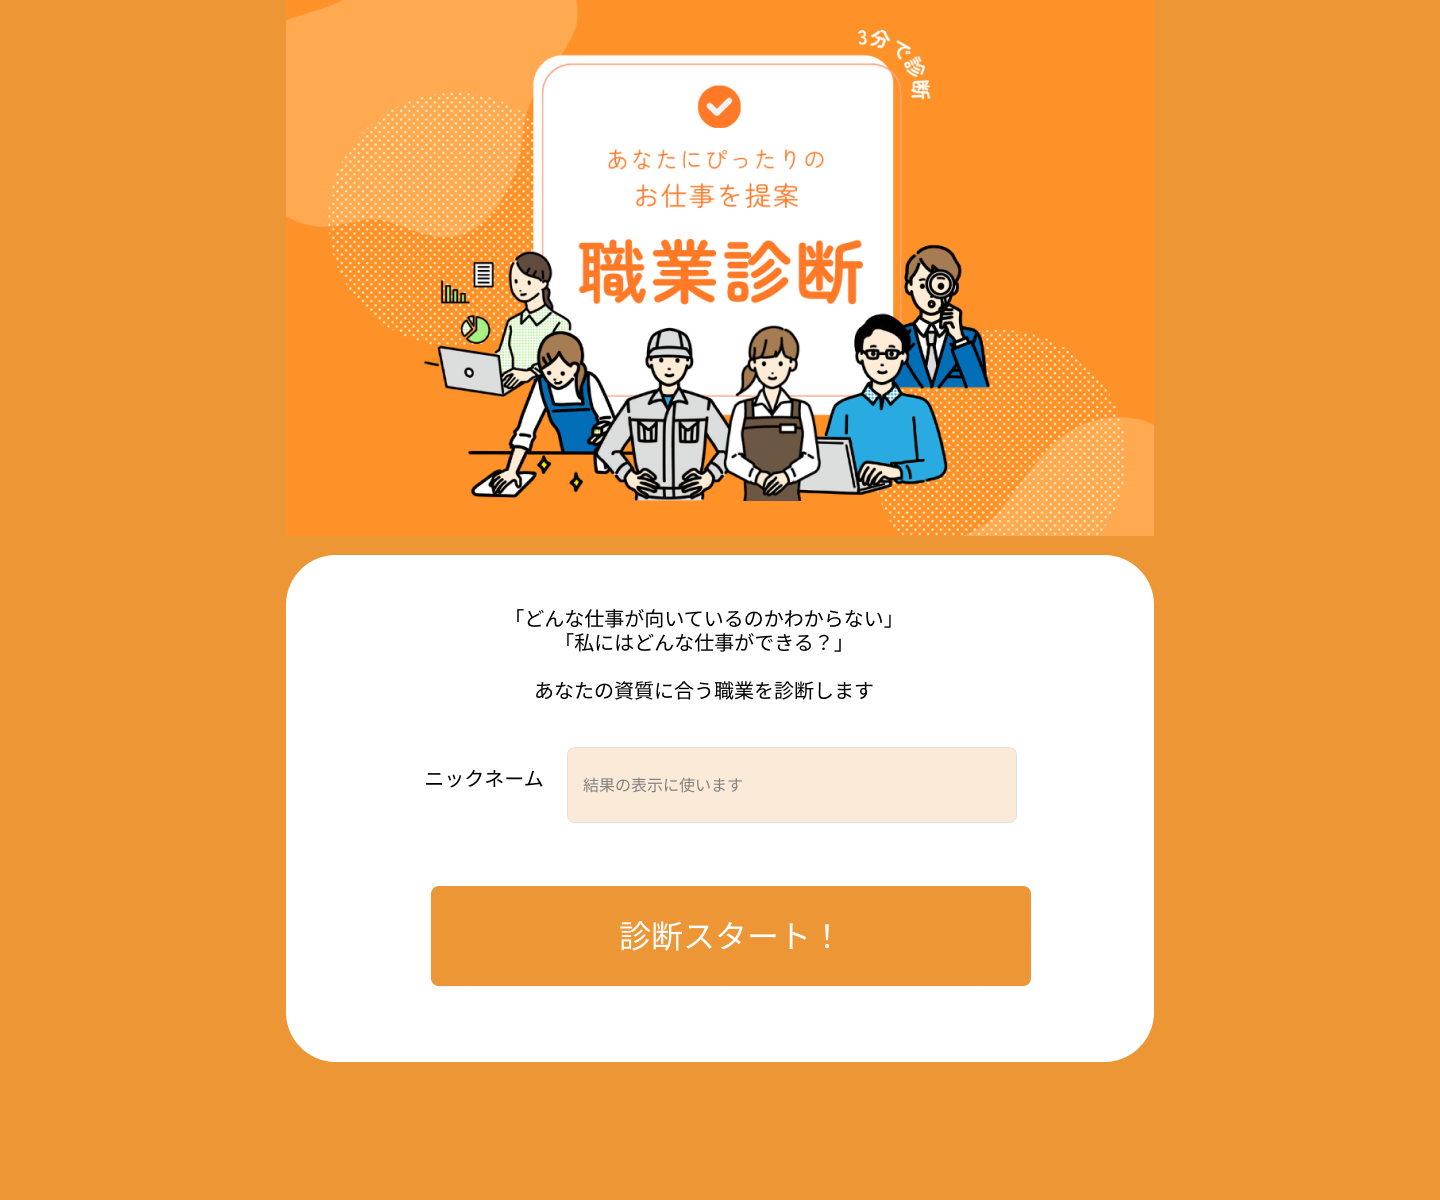 3分で診断
あなたにぴったりの
お仕事を提案
職業診断
「どんな仕事が向いているのかわからない」
「私にはどんな仕事ができる？」
あなたの資質に合う職業を診断します
ニックネーム
結果の表示に使います
診断スタート！